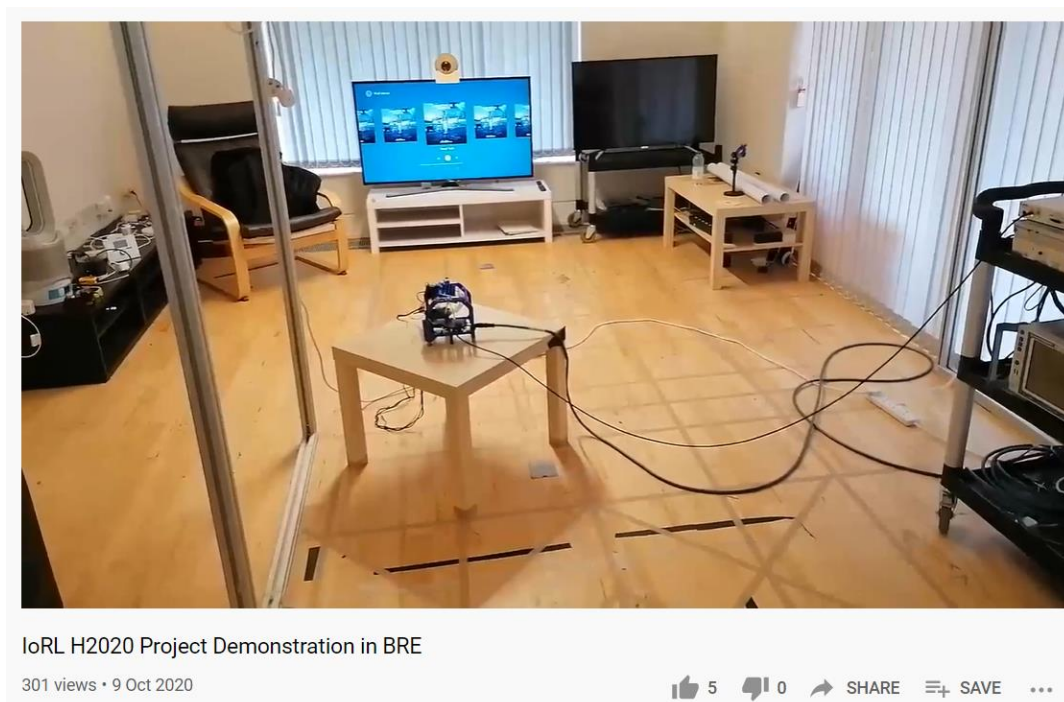 IoRL H2020 Project Demonstration in BRE
301 views • 9 Oct 2020
5
0
SHARE
SAVE